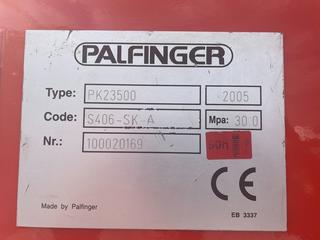 PALFINGER
Type: PK23500 2005
Code: S406-SK-A Mpa: 30.0
Nr.: 100020169
CE
Made by Palfinger EB 3337